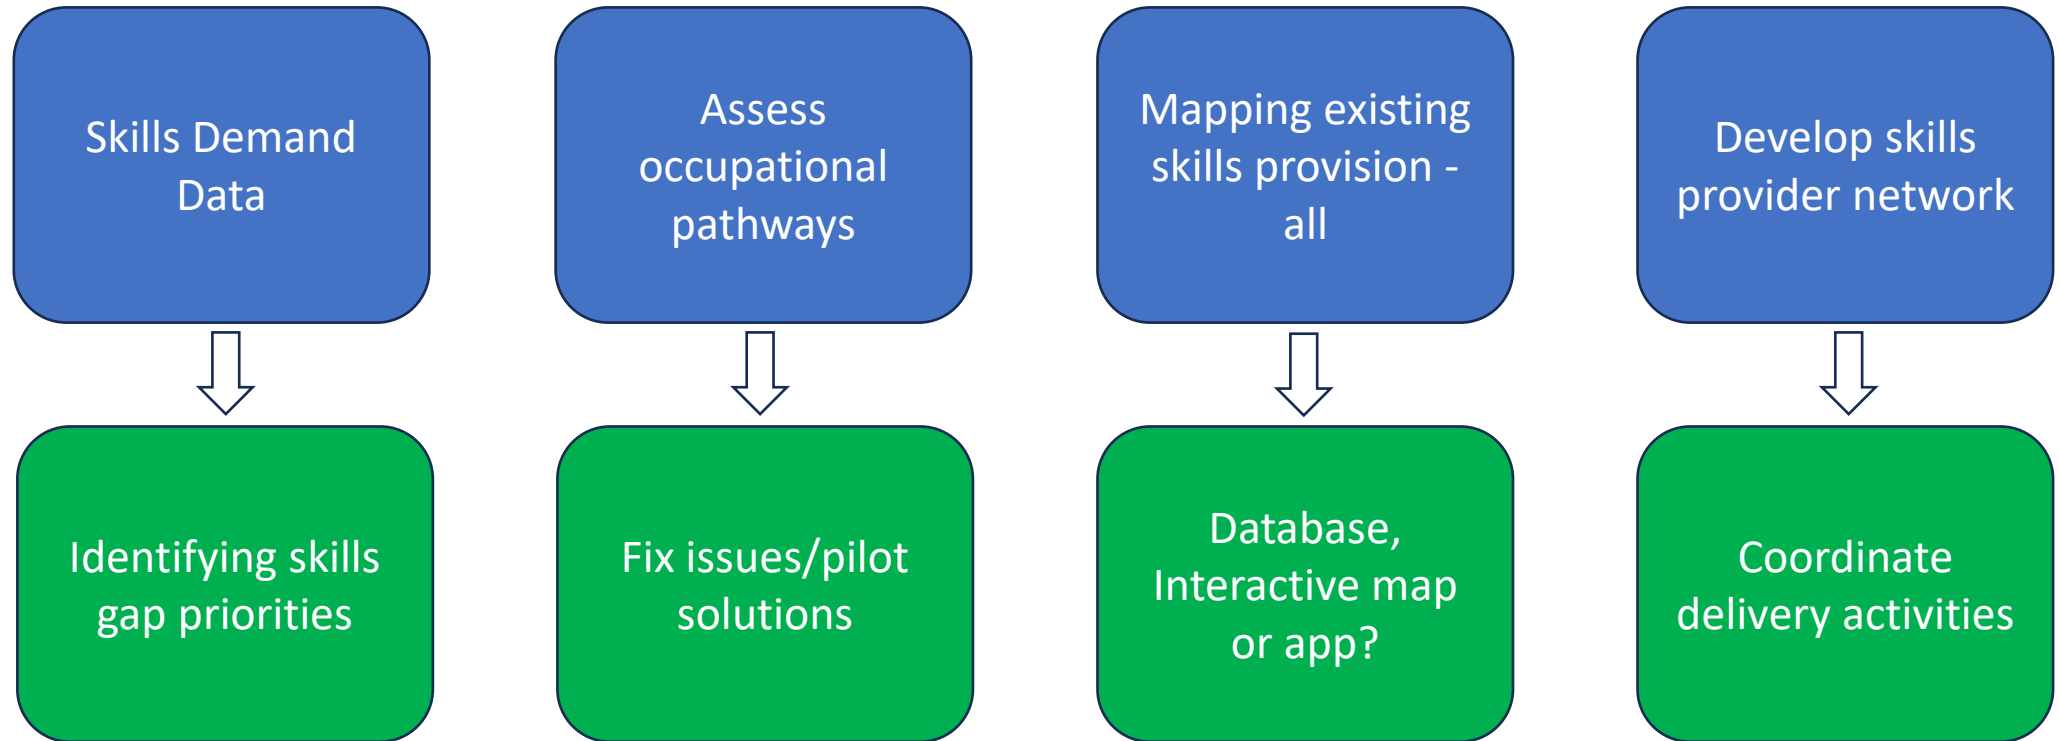 Skills Demand
Data
Assess
occupational
pathways
Mapping existing
skills provision -
all
Develop skills
provider network
Identifying skills
gap priorities
Fix issues/pilot
solutions
Database,
Interactive map
or app?
Coordinate
delivery activities